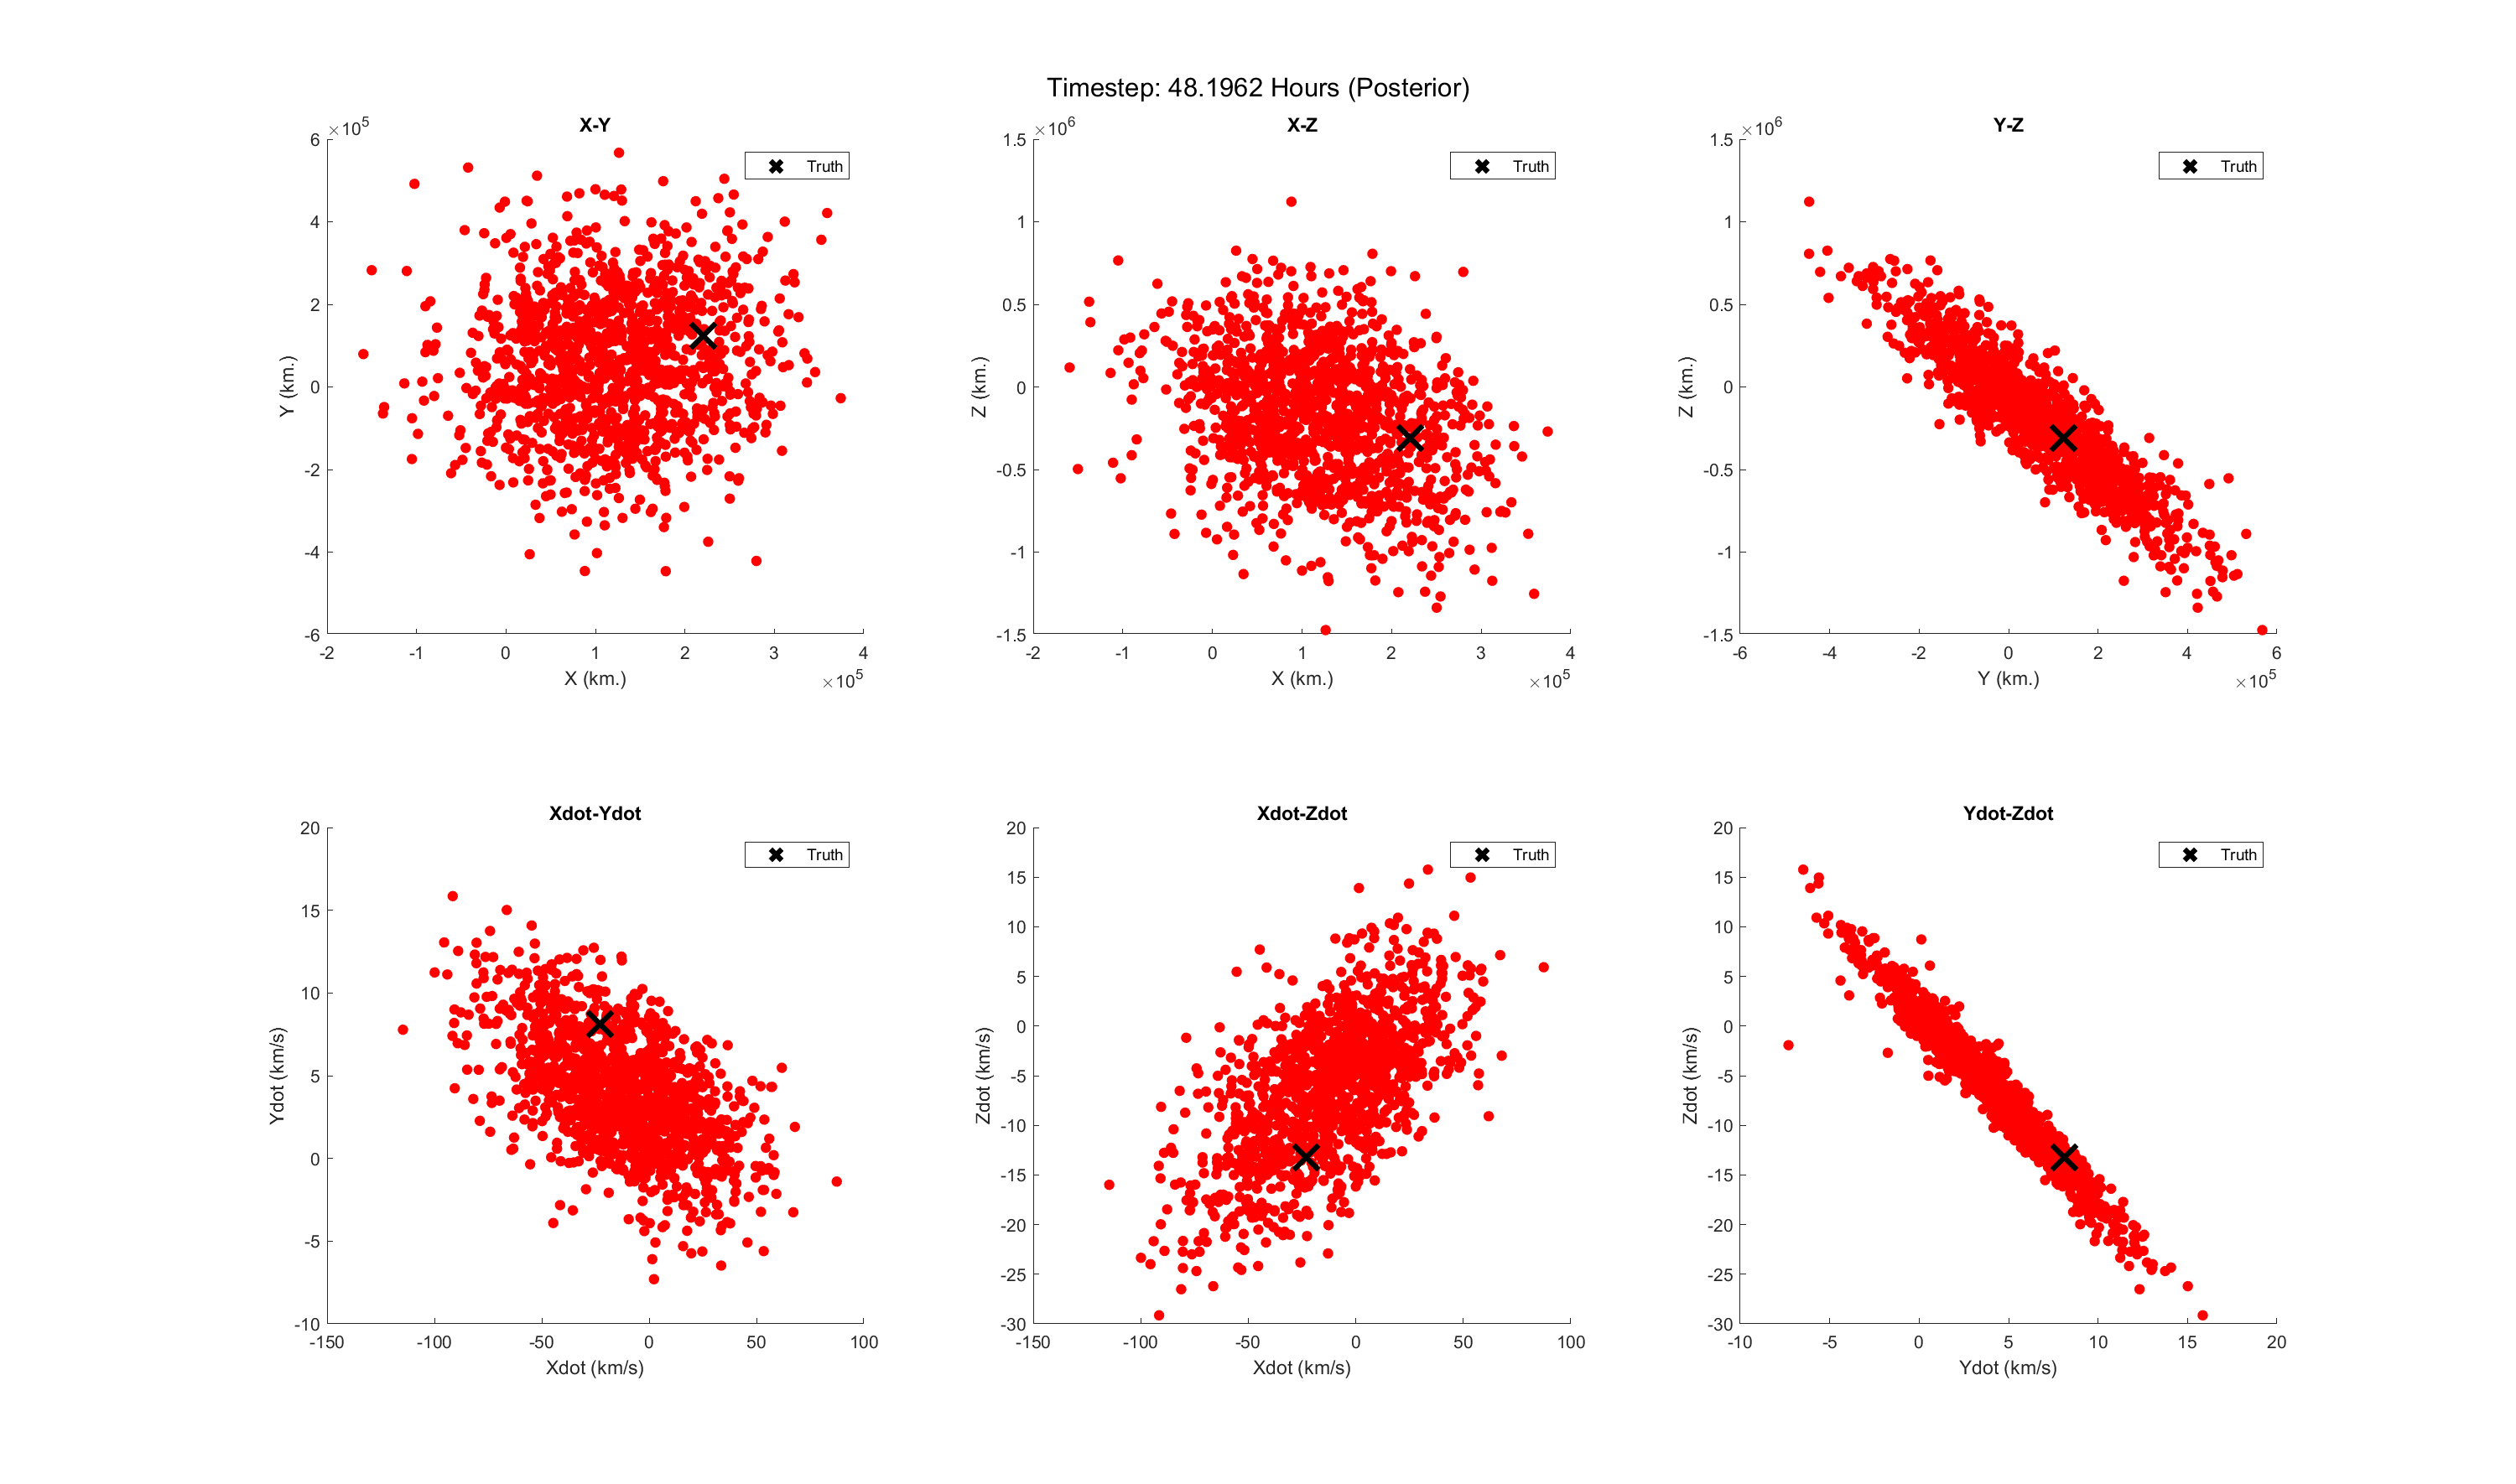 Timestep: 48.1962 Hours (Posterior)
X-Y
×10^5
6
4
2
0
-2
-4
-6
-2 -1 0 1 2 3 4
×10^5
X (km.)
Y (km.)
Truth
X-Z
×10^6
1.5
1
0.5
0
-0.5
-1
-1.5
-2 -1 0 1 2 3 4
×10^5
X (km.)
Z (km.)
Truth
Y-Z
×10^6
1.5
1
0.5
0
-0.5
-1
-1.5
-6 -4 -2 0 2 4 6
×10^5
Y (km.)
Z (km.)
Truth
Xdot-Ydot
20
15
10
5
0
-5
-10
-150 -100 -50 0 50 100
Xdot (km/s)
Ydot (km/s)
Truth
Xdot-Zdot
20
15
10
5
0
-5
-10
-15
-20
-25
-30
-150 -100 -50 0 50 100
Xdot (km/s)
Zdot (km/s)
Truth
Ydot-Zdot
20
15
10
5
0
-5
-10
-15
-20
-25
-30
-10 -5 0 5 10 15 20
Ydot (km/s)
Zdot (km/s)
Truth